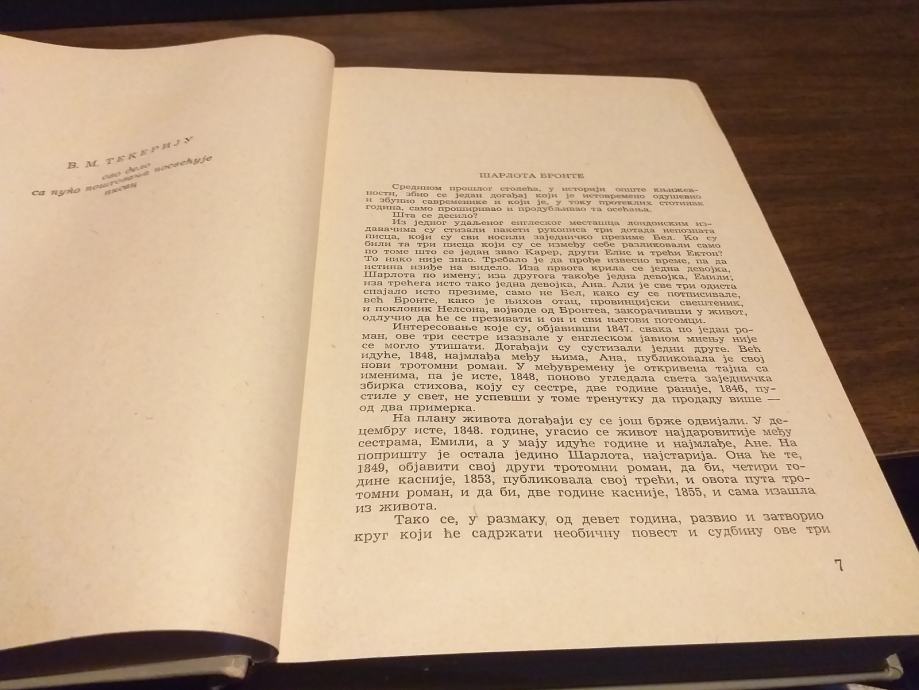 В. М. ТЕКЕРИЈУ
ово дело
са пуно поштовања посвећује
писац
ШАРЛОТА БРОНТЕ
Средином прошлог столећа, у историји опште књижев-
ности, збио се један догађај који је истовремено одушевио
и збунио савременике и који је, у току протеклих стотинак
година, само проширивао и продубљивао та осећања.
Шта се десило?
Из једног удаљеног енглеског месташца лондонским из-
давачима су стизали пакети рукописа три дотада непозната
писца, који су сви носили заједничко презиме Бел. Ко су
били та три писца који су се између себе разликовали само
по томе што се један звао Карер, други Елис и трећи Ектон?
То нико није знао. Требало је да прође извесно време, па да
истина изиђе на видело. Иза првога крила се једна девојка,
Шарлота по имену; иза другога такође једна девојка, Емили;
иза трећега исто тако једна девојка, Ана. Али је све три одиста
спајало исто презиме, само не Бел, како су се потписивале,
већ Бронте, како је њихов отац, провинцијски свештеник,
и поклоник Нелсона, војводе од Бронтеа, закорачивши у живот,
одлучио да ће се презивати и он и сви његови потомци.
Интересовање које су, објавивши 1847. свака по један ро-
ман, ове три сестре изазвале у енглеском јавном мнењу није
се могло утишати. Догађаји су сустизали једни друге. Већ
идуће, 1848, најмлађа међу њима, Ана, публиковала је свој
нови тротомни роман. У међувремену је откривена тајна са
именима, па је исте, 1848, поново угледала света заједничка
збирка стихова, коју су сестре, две године раније, 1846, пу-
стиле у свет, не успевши у томе тренутку да продаду више —
од два примерка.
На плану живота догађаји су се још брже одвијали. У де-
цембру исте, 1848. године, угасио се живот најдаровитије међу
сестрама, Емили, а у мају идуће године и најмлађе, Ане. На
попришту је остала једино Шарлота, најстарија. Она ће те,
1849, објавити свој други тротомни роман, да би, четири го-
дине касније, 1853, публиковала свој трећи, и овога пута тро-
томни роман, и да би, две године касније, 1855, и сама изашла
из живота.
Тако се, у размаку од девет година, развио и затворио
круг који ће садржати необичну повест и судбину ове три
7